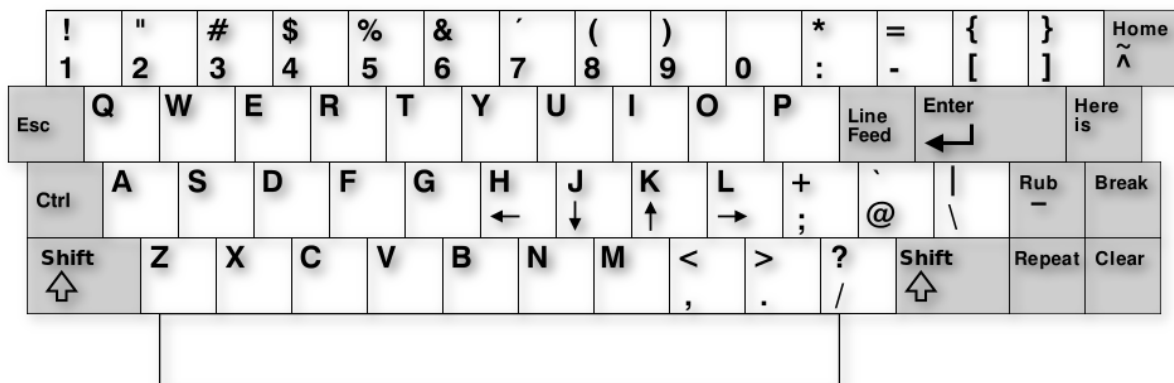 ! " # $ % & ´ ( ) * = { } Home
1 2 3 4 5 6 7 8 9 0 : - [ ] ~ ^
Q W E R T Y U I O P Line Feed Enter Here is
Esc
A S D F G H J K L + ` | Rub Break
Ctrl ← ↓ ↑ → ; @ \ –
Shift Z X C V B N M < > ? Shift Repeat Clear
, . /